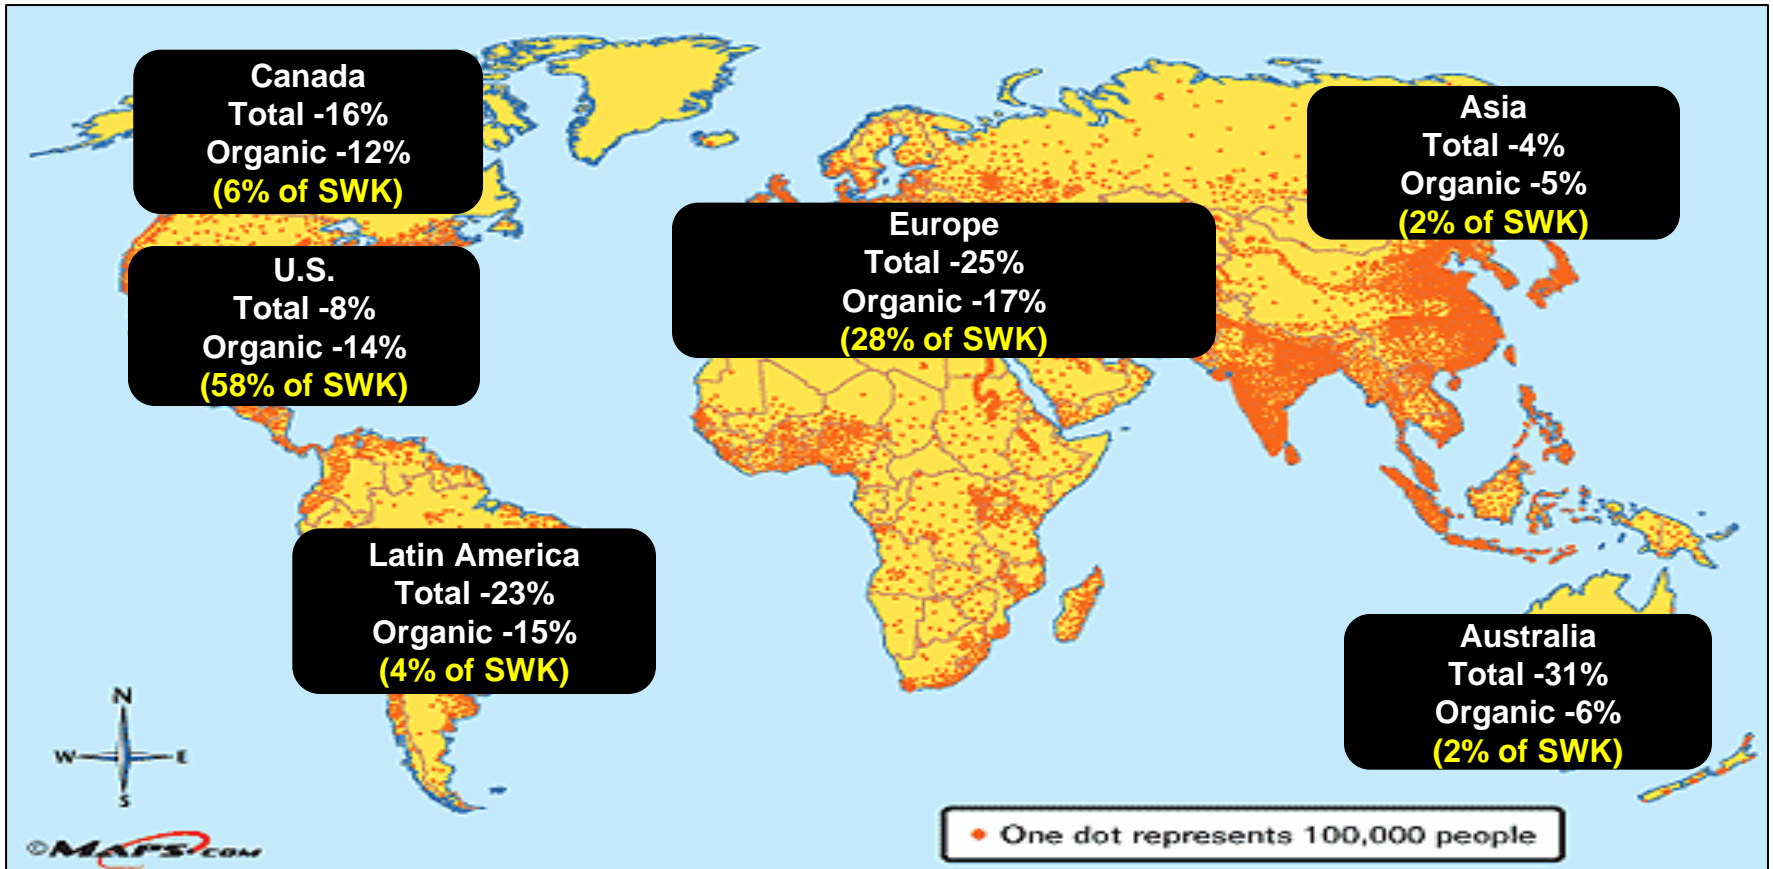 Canada
Total -16%
Organic -12%
(6% of SWK)
U.S.
Total -8%
Organic -14%
(58% of SWK)
Europe
Total -25%
Organic -17%
(28% of SWK)
Asia
Total -4%
Organic -5%
(2% of SWK)
Latin America
Total -23%
Organic -15%
(4% of SWK)
Australia
Total -31%
Organic -6%
(2% of SWK)
N
W E
S
©MAPS.COM
One dot represents 100,000 people